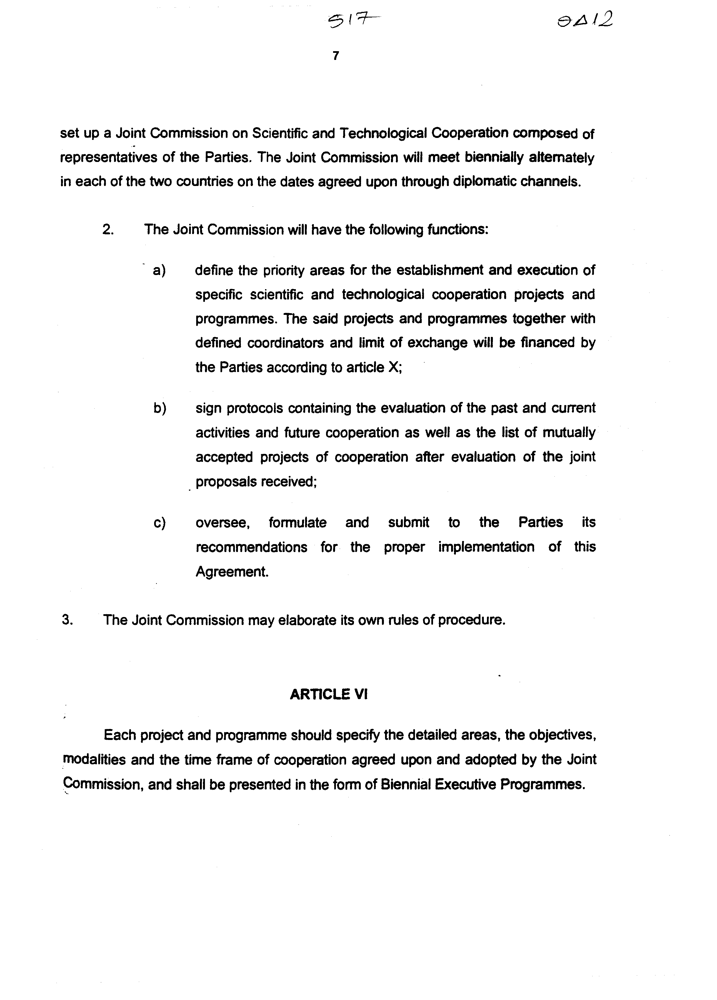 517
ΘΔ12
7
set up a Joint Commission on Scientific and Technological Cooperation composed of
representatives of the Parties. The Joint Commission will meet biennially alternately
in each of the two countries on the dates agreed upon through diplomatic channels.
2. The Joint Commission will have the following functions:
a) define the priority areas for the establishment and execution of
specific scientific and technological cooperation projects and
programmes. The said projects and programmes together with
defined coordinators and limit of exchange will be financed by
the Parties according to article X;
b) sign protocols containing the evaluation of the past and current
activities and future cooperation as well as the list of mutually
accepted projects of cooperation after evaluation of the joint
proposals received;
c) oversee, formulate and submit to the Parties its
recommendations for the proper implementation of this
Agreement.
3. The Joint Commission may elaborate its own rules of procedure.
ARTICLE VI
Each project and programme should specify the detailed areas, the objectives,
modalities and the time frame of cooperation agreed upon and adopted by the Joint
Commission, and shall be presented in the form of Biennial Executive Programmes.